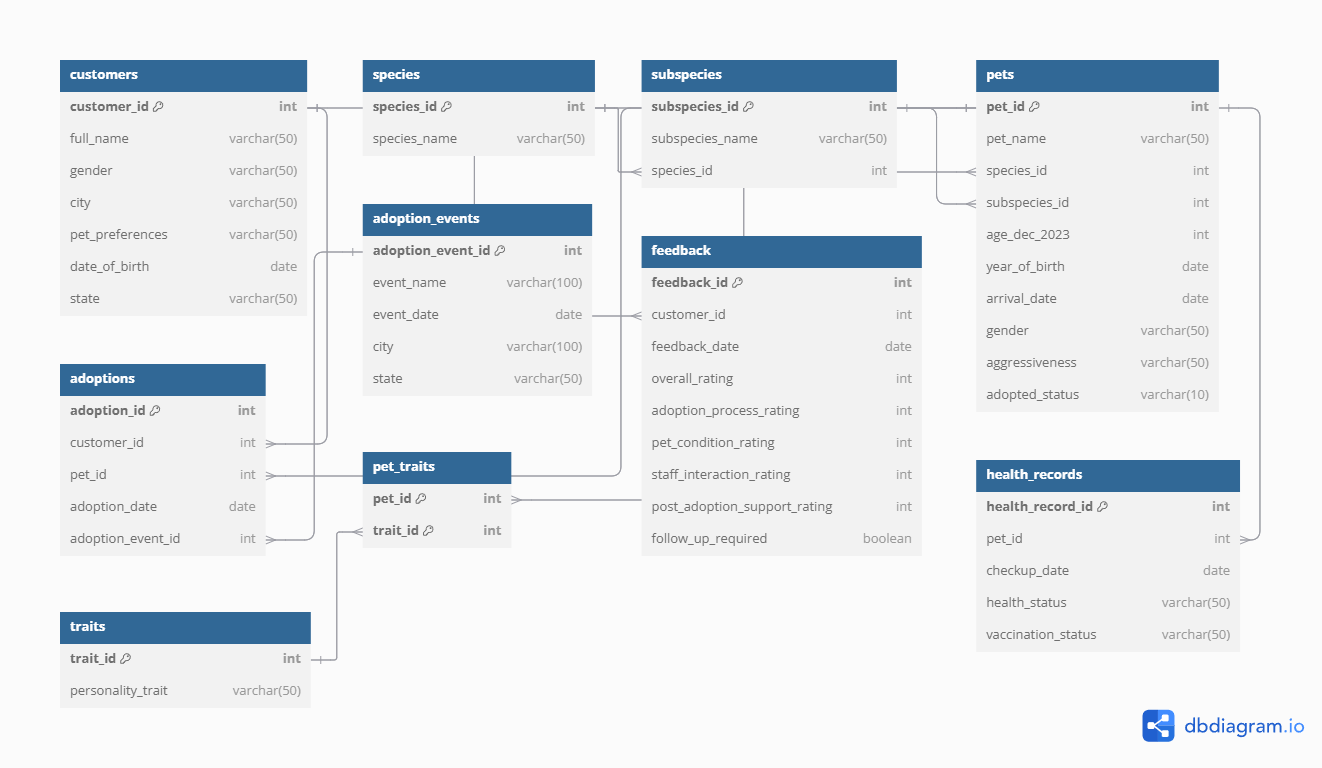 customers
customer_id int
full_name varchar(50)
gender varchar(50)
city varchar(50)
pet_preferences varchar(50)
date_of_birth date
state varchar(50)
species
species_id int
species_name varchar(50)
subspecies
subspecies_id int
subspecies_name varchar(50)
species_id int
pets
pet_id int
pet_name varchar(50)
species_id int
subspecies_id int
age_dec_2023 int
year_of_birth date
arrival_date date
gender varchar(50)
aggressiveness varchar(50)
adopted_status varchar(10)
adoption_events
adoption_event_id int
event_name varchar(100)
event_date date
city varchar(100)
state varchar(50)
feedback
feedback_id int
customer_id int
feedback_date date
overall_rating int
adoption_process_rating int
pet_condition_rating int
staff_interaction_rating int
post_adoption_support_rating int
follow_up_required boolean
adoptions
adoption_id int
customer_id int
pet_id int
adoption_date date
adoption_event_id int
pet_traits
pet_id int
trait_id int
health_records
health_record_id int
pet_id int
checkup_date date
health_status varchar(50)
vaccination_status varchar(50)
traits
trait_id int
personality_trait varchar(50)
dbdiagram.io